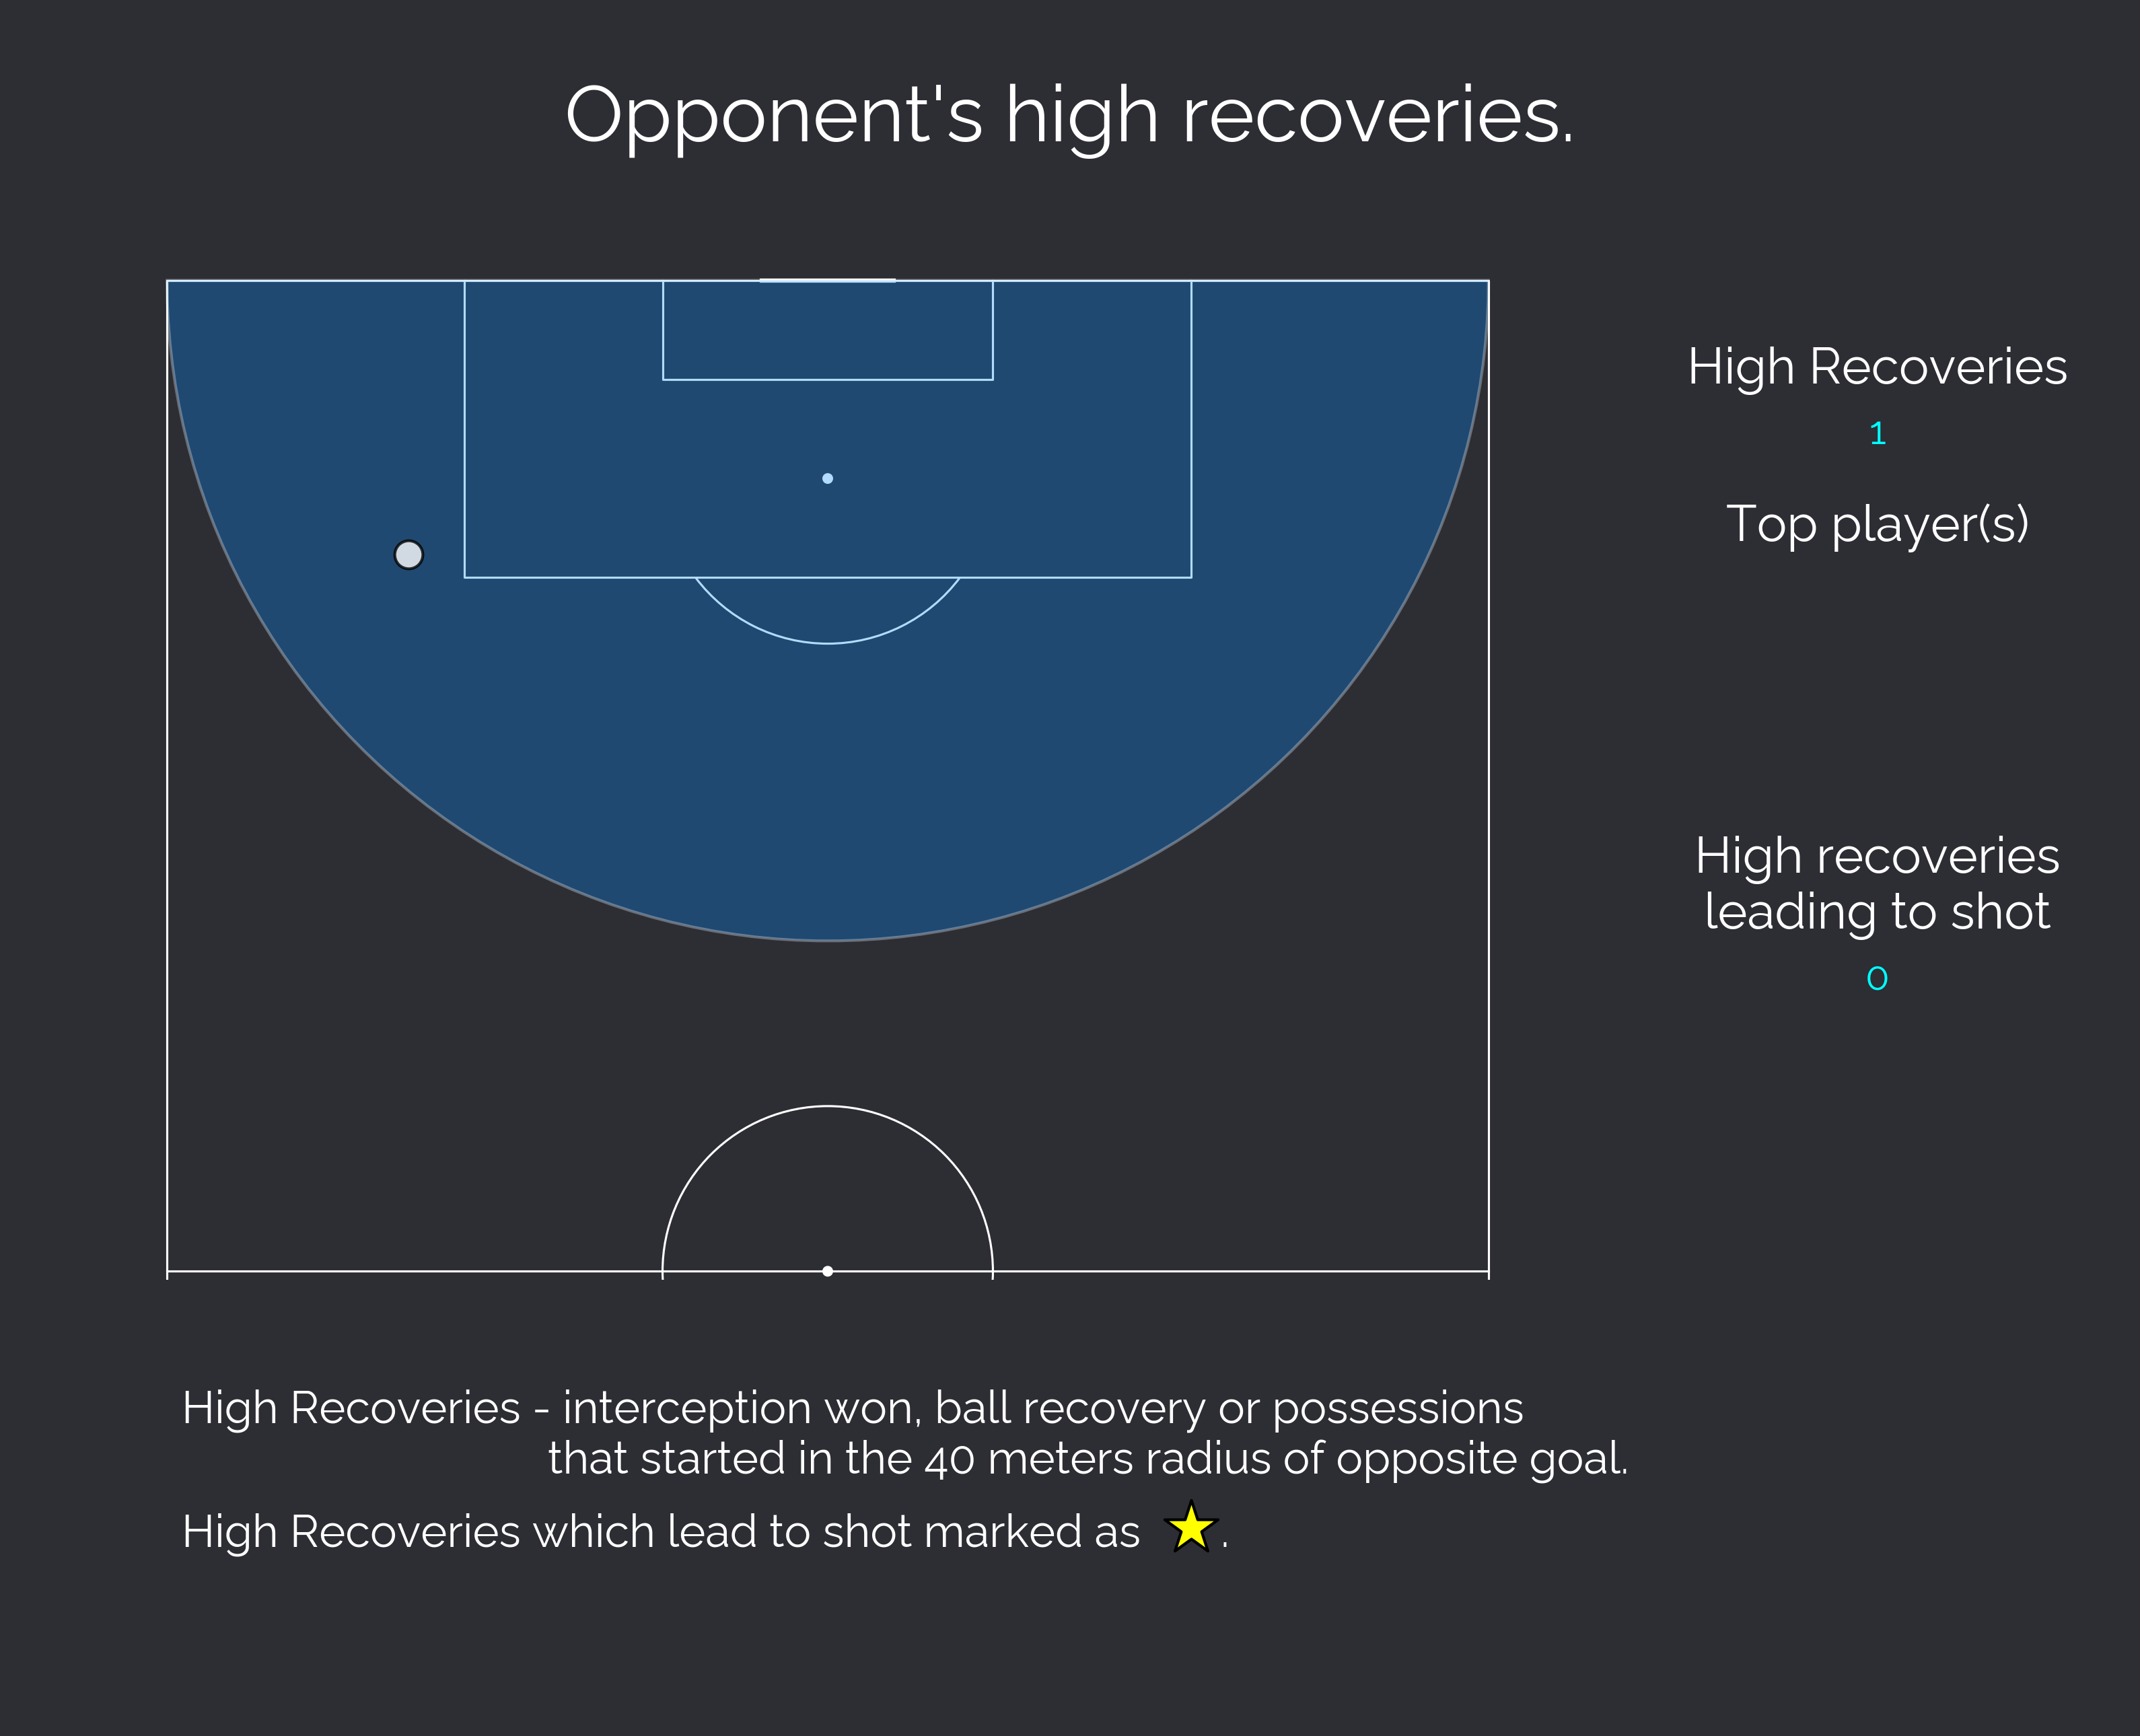 Opponent's high recoveries.
High Recoveries
1
Top player(s)
High recoveries
leading to shot
0
High Recoveries - interception won, ball recovery or possessions
that started in the 40 meters radius of opposite goal.
High Recoveries which lead to shot marked as .